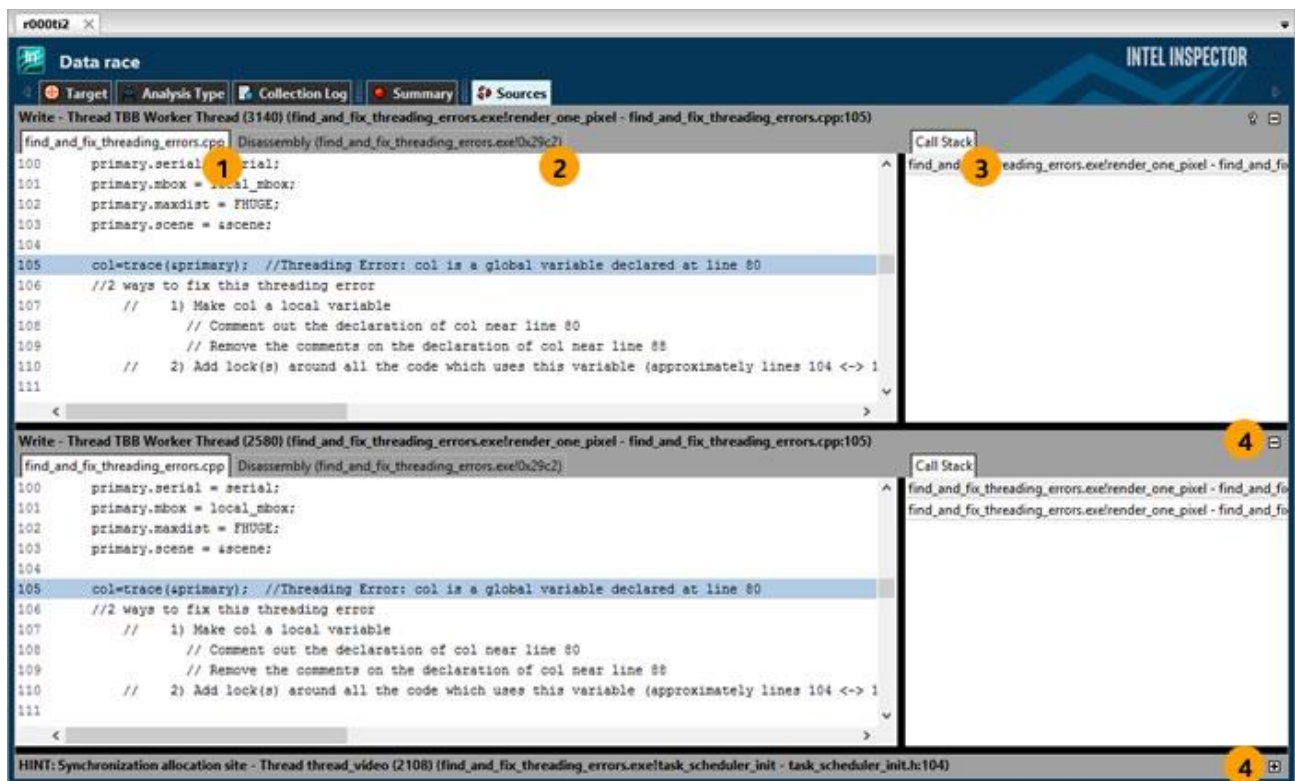 r000ti2
Data race
INTEL INSPECTOR
Target Analysis Type Collection Log Summary Sources
Write - Thread TBB Worker Thread (3140) (find_and_fix_threading_errors.exe!render_one_pixel - find_and_fix_threading_errors.cpp:105)
find_and_fix_threading_errors.cpp Disassembly (find_and_fix_threading_errors.exe!0x29c2) Call Stack
1 2 3
find_and eading_errors.exe!render_one_pixel - find_and_fix
100 primary.serial rial;
101 primary.mbox = local_mbox;
102 primary.maxdist = FHUGE;
103 primary.scene = &scene;
104
105 col=trace(&primary); //Threading Error: col is a global variable declared at line 80
106 //2 ways to fix this threading error
107 // 1) Make col a local variable
108 // Comment out the declaration of col near line 80
109 // Remove the comments on the declaration of col near line 88
110 // 2) Add lock(s) around all the code which uses this variable (approximately lines 104 <-> 1
111
Write - Thread TBB Worker Thread (2580) (find_and_fix_threading_errors.exe!render_one_pixel - find_and_fix_threading_errors.cpp:105)
4
find_and_fix_threading_errors.cpp Disassembly (find_and_fix_threading_errors.exe!0x29c2) Call Stack
find_and_fix_threading_errors.exe!render_one_pixel - find_and_fix
find_and_fix_threading_errors.exe!render_one_pixel - find_and_fix
100 primary.serial = serial;
101 primary.mbox = local_mbox;
102 primary.maxdist = FHUGE;
103 primary.scene = &scene;
104
105 col=trace(&primary); //Threading Error: col is a global variable declared at line 80
106 //2 ways to fix this threading error
107 // 1) Make col a local variable
108 // Comment out the declaration of col near line 80
109 // Remove the comments on the declaration of col near line 88
110 // 2) Add lock(s) around all the code which uses this variable (approximately lines 104 <-> 1
111
HINT: Synchronization allocation site - Thread thread_video (2108) (find_and_fix_threading_errors.exe!task_scheduler_init - task_scheduler_init.h:104)
4